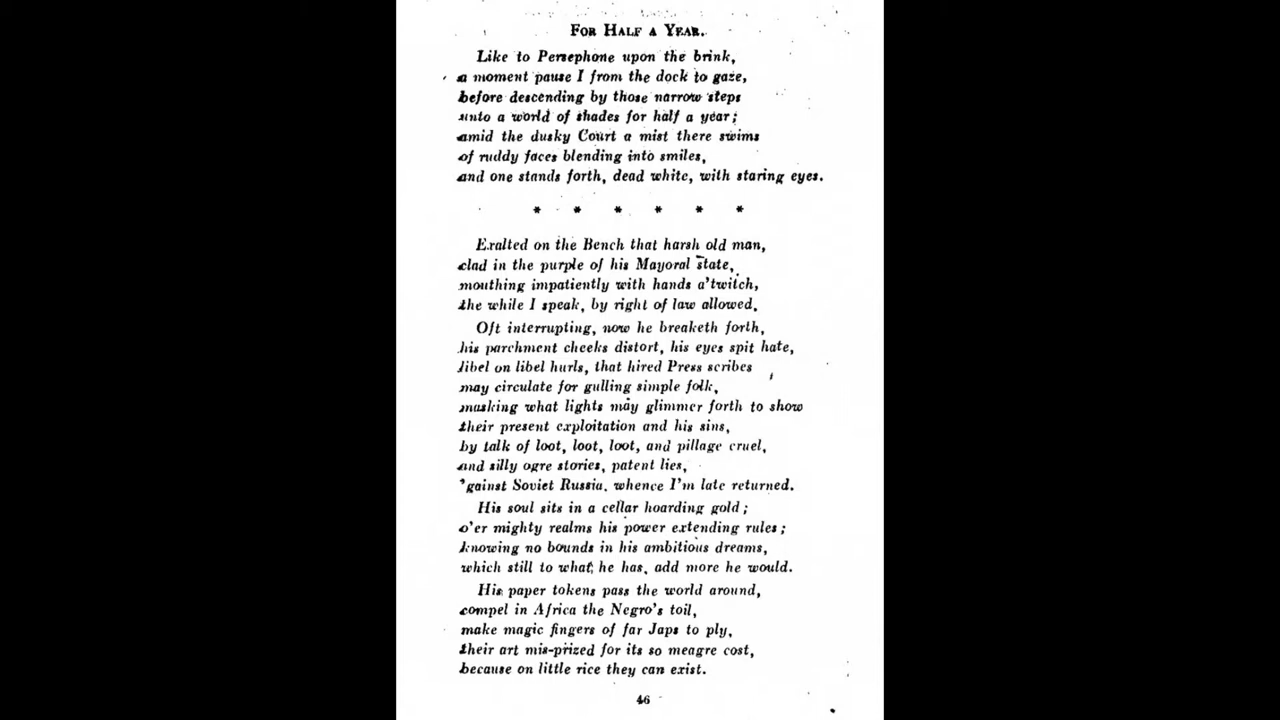 FOR HALF A YEAR.
Like to Persephone upon the brink,
a moment pause I from the dock to gaze,
before descending by those narrow steps
unto a world of shades for half a year;
amid the dusky Court a mist there swims
of ruddy faces blending into smiles,
and one stands forth, dead white, with staring eyes.
* * * * * *
Exalted on the Bench that harsh old man,
clad in the purple of his Mayoral state,
mouthing impatiently with hands a'twitch,
the while I speak, by right of law allowed.
Oft interrupting, now he breaketh forth,
his parchment cheeks distort, his eyes spit hate,
libel on libel hurls, that hired Press scribes
may circulate for gulling simple folk,
masking what lights may glimmer forth to show
their present exploitation and his sins,
by talk of loot, loot, loot, and pillage cruel,
and silly ogre stories, patent lies,
'gainst Soviet Russia, whence I'm late returned.
His soul sits in a cellar hoarding gold;
o'er mighty realms his power extending rules;
knowing no bounds in his ambitious dreams,
which still to what he has, add more he would.
His paper tokens pass the world around,
compel in Africa the Negro's toil,
make magic fingers of far Japs to ply,
their art mis-prized for its so meagre cost,
because on little rice they can exist.
46